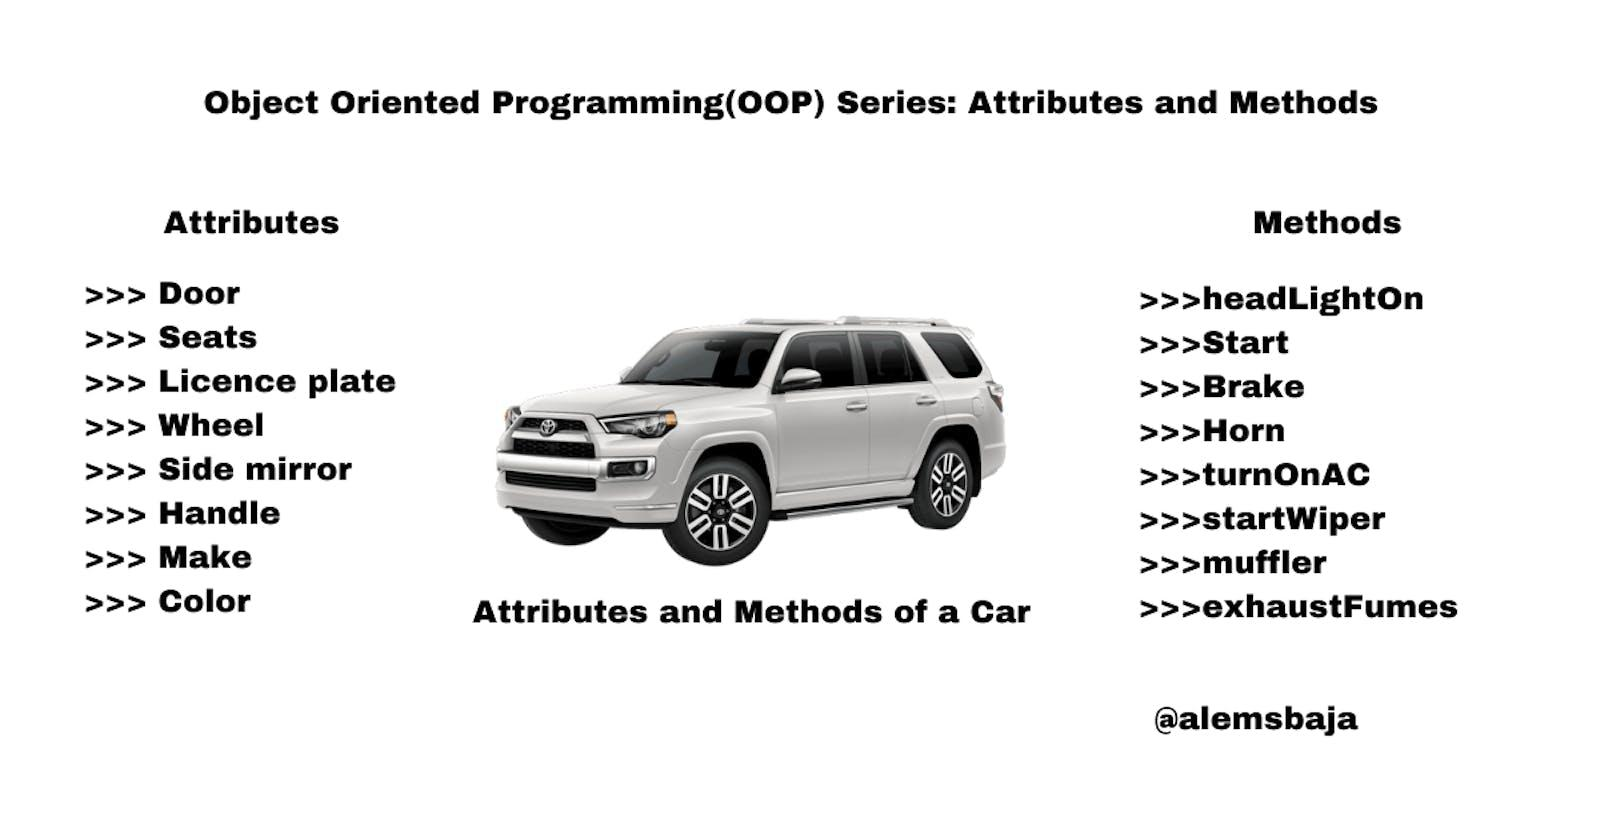 Object Oriented Programming(OOP) Series: Attributes and Methods
Attributes
>>> Door
>>> Seats
>>> Licence plate
>>> Wheel
>>> Side mirror
>>> Handle
>>> Make
>>> Color
Attributes and Methods of a Car
Methods
>>>headLightOn
>>>Start
>>>Brake
>>>Horn
>>>turnOnAC
>>>startWiper
>>>muffler
>>>exhaustFumes
@alemsbaja